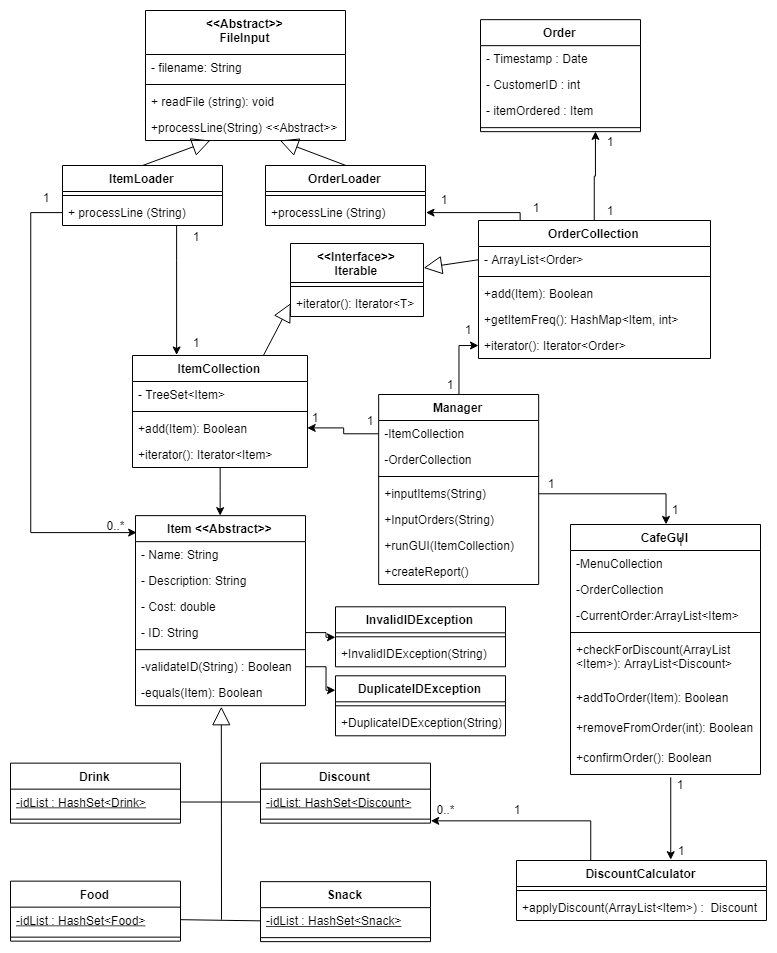 <<Abstract>>
FileInput
- filename: String
+ readFile (string): void
+processLine(String) <<Abstract>>
Order
- Timestamp : Date
- CustomerID : int
- itemOrdered : Item
1
ItemLoader
+ processLine (String)
1
1
OrderLoader
+processLine (String)
1
1
1
OrderCollection
- ArrayList<Order>
+add(Item): Boolean
+getItemFreq(): HashMap<Item, int>
+iterator(): Iterator<Order>
<<Interface>>
Iterable
+iterator(): Iterator<T>
1
1
1
ItemCollection
- TreeSet<Item>
+add(Item): Boolean
+iterator(): Iterator<Item>
1
1
Manager
-ItemCollection
-OrderCollection
+inputItems(String)
+InputOrders(String)
+runGUI(ItemCollection)
+createReport()
1
1
0..*
Item <<Abstract>>
- Name: String
- Description: String
- Cost: double
- ID: String
-validateID(String) : Boolean
-equals(Item): Boolean
CafeGUI
-MenuCollection
-OrderCollection
-CurrentOrder:ArrayList<Item>
+checkForDiscount(ArrayList
<Item>): ArrayList<Discount>
+addToOrder(Item): Boolean
+removeFromOrder(int): Boolean
+confirmOrder(): Boolean
InvalidIDException
+InvalidIDException(String)
DuplicateIDException
+DuplicateIDException(String)
Drink
-idList : HashSet<Drink>
Discount
-idList: HashSet<Discount>
0..*
1
1
1
Food
-idList : HashSet<Food>
Snack
-idList : HashSet<Snack>
DiscountCalculator
+applyDiscount(ArrayList<Item>) : Discount